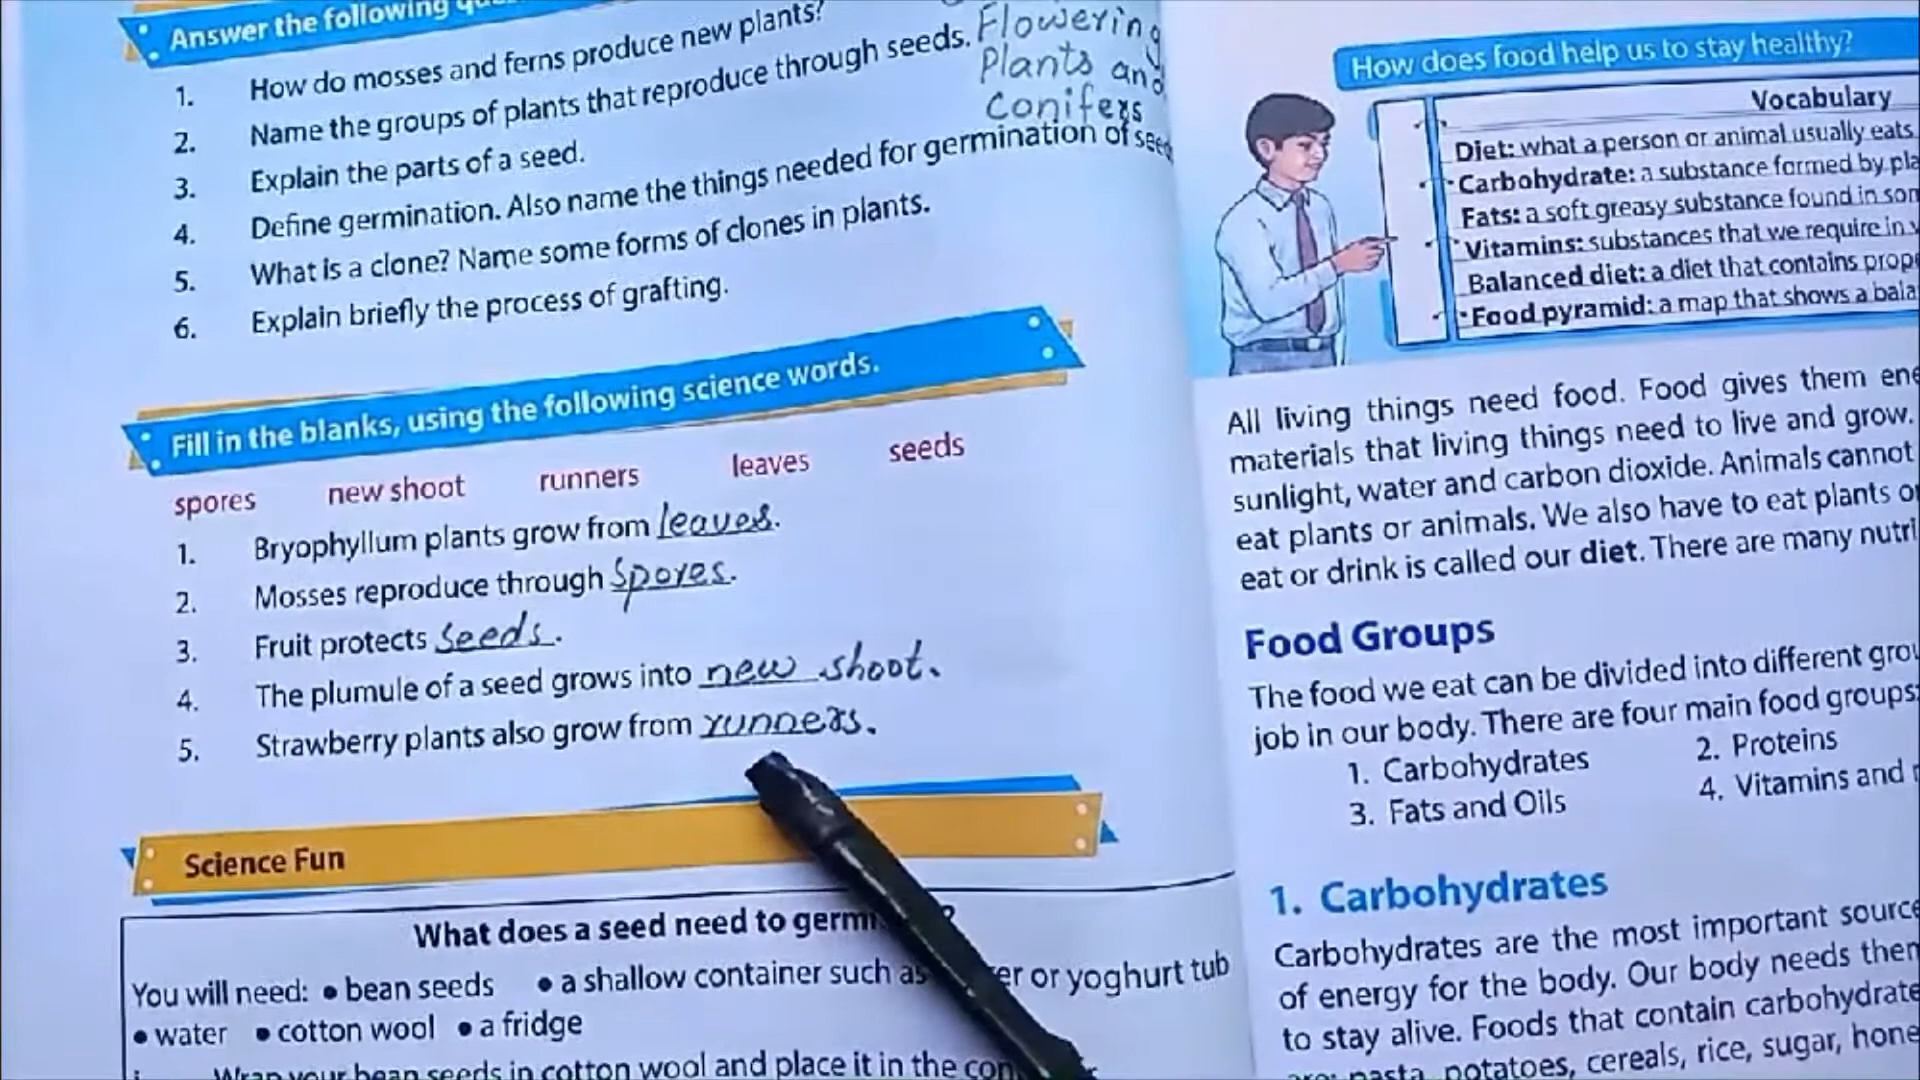 Answer the following
1. How do mosses and ferns produce new plants?
2. Name the groups of plants that reproduce through seeds. Flowering
Plants and
Conifers
3. Explain the parts of a seed.
4. Define germination. Also name the things needed for germination of
5. What is a clone? Name some forms of clones in plants.
6. Explain briefly the process of grafting.
Fill in the blanks, using the following science words.
spores new shoot runners leaves seeds
1. Bryophyllum plants grow from leaves.
2. Mosses reproduce through Spores.
3. Fruit protects seeds.
4. The plumule of a seed grows into new shoot.
5. Strawberry plants also grow from runners.
Science Fun
What does a seed need to
You will need: • bean seeds • a shallow container such as or yoghurt tub
• water • cotton wool • a fridge
Wrap your bean seeds in cotton wool and place it in the
How does food help us to stay healthy?
Vocabulary
Diet: what a person or animal usually eats
Carbohydrate: a substance formed by
Fats: a soft greasy substance found in
Vitamins: substances that we require in
Balanced diet: a diet that contains
Food pyramid: a map that shows a
All living things need food. Food gives them
materials that living things need to live and grow.
sunlight, water and carbon dioxide. Animals cannot
eat plants or animals. We also have to eat plants
eat or drink is called our diet. There are many
Food Groups
The food we eat can be divided into different
job in our body. There are four main food groups:
1. Carbohydrates 2. Proteins
3. Fats and Oils 4. Vitamins and
1. Carbohydrates
Carbohydrates are the most important
of energy for the body. Our body needs
to stay alive. Foods that contain
pasta, potatoes, cereals, rice, sugar,